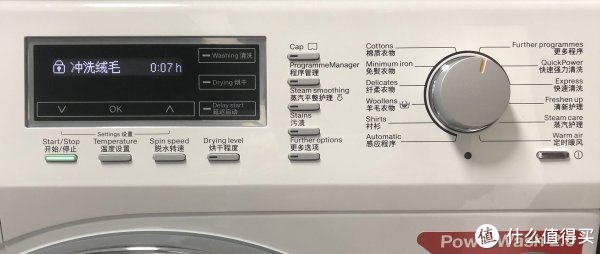 冲洗绒毛 0:07 h
Washing 清洗
Drying 烘干
OK
Delay start
延迟启动
Settings 设置
Start/Stop
开始/停止
Temperature
温度设置
Spin speed
脱水转速
Drying level
烘干程度
Cap
ProgrammeManager
程序管理
Steam smoothing
蒸汽平整护理
Stains
污渍
Further options
更多选项
Cottons
棉质衣物
Minimum iron
免熨衣物
Delicates
纤柔衣物
Woollens
羊毛衣物
Shirts
衬衫
Automatic
感应程序
Further programmes
更多程序
QuickPower
快速强力清洗
Express
快速清洗
Freshen up
清新护理
Steam care
蒸汽护理
Warm air
定时暖风
值 什么值得买